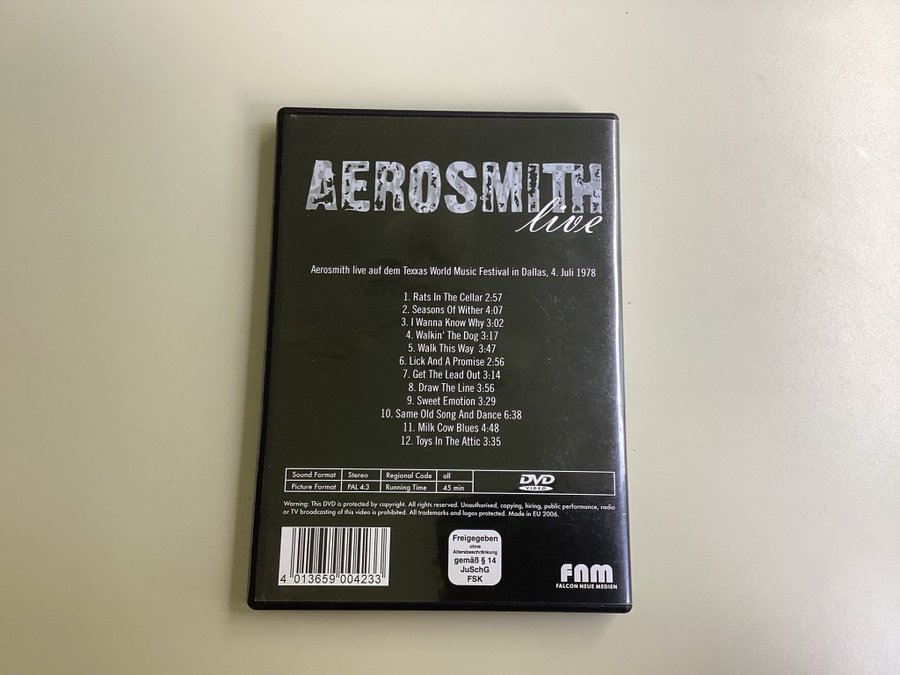 AEROSMITH
live
Aerosmith live auf dem Texxas World Music Festival in Dallas, 4. Juli 1978
1. Rats In The Cellar 2:57
2. Seasons Of Wither 4:07
3. I Wanna Know Why 3:02
4. Walkin' The Dog 3:17
5. Walk This Way 3:47
6. Lick And A Promise 2:56
7. Get The Lead Out 3:14
8. Draw The Line 3:56
9. Sweet Emotion 3:29
10. Same Old Song And Dance 6:38
11. Milk Cow Blues 4:48
12. Toys In The Attic 3:35
Sound Format Stereo Regional Code all
Picture Format PAL 4:3 Running Time 45 min
DVD
VIDEO
Warning: This DVD is protected by copyright. All rights reserved. Unauthorised, copying, hiring, public performance, radio
or TV broadcasting of this video is prohibited. All trademarks and logos protected. Made in EU 2006.
4 013659 004233
Freigegeben
ohne
Altersbeschränkung
gemäß § 14
JuSchG
FSK
FNM
FALCON NEUE MEDIEN